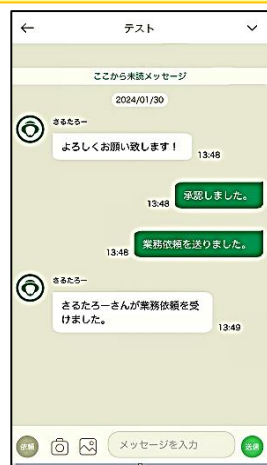 テスト
ここから未読メッセージ
2024/01/30
さるたろー
よろしくお願い致します！
13:48
承認しました。
13:48
業務依頼を送りました。
13:48
さるたろー
さるたろーさんが業務依頼を受
けました。
13:49
依頼
メッセージを入力
送信